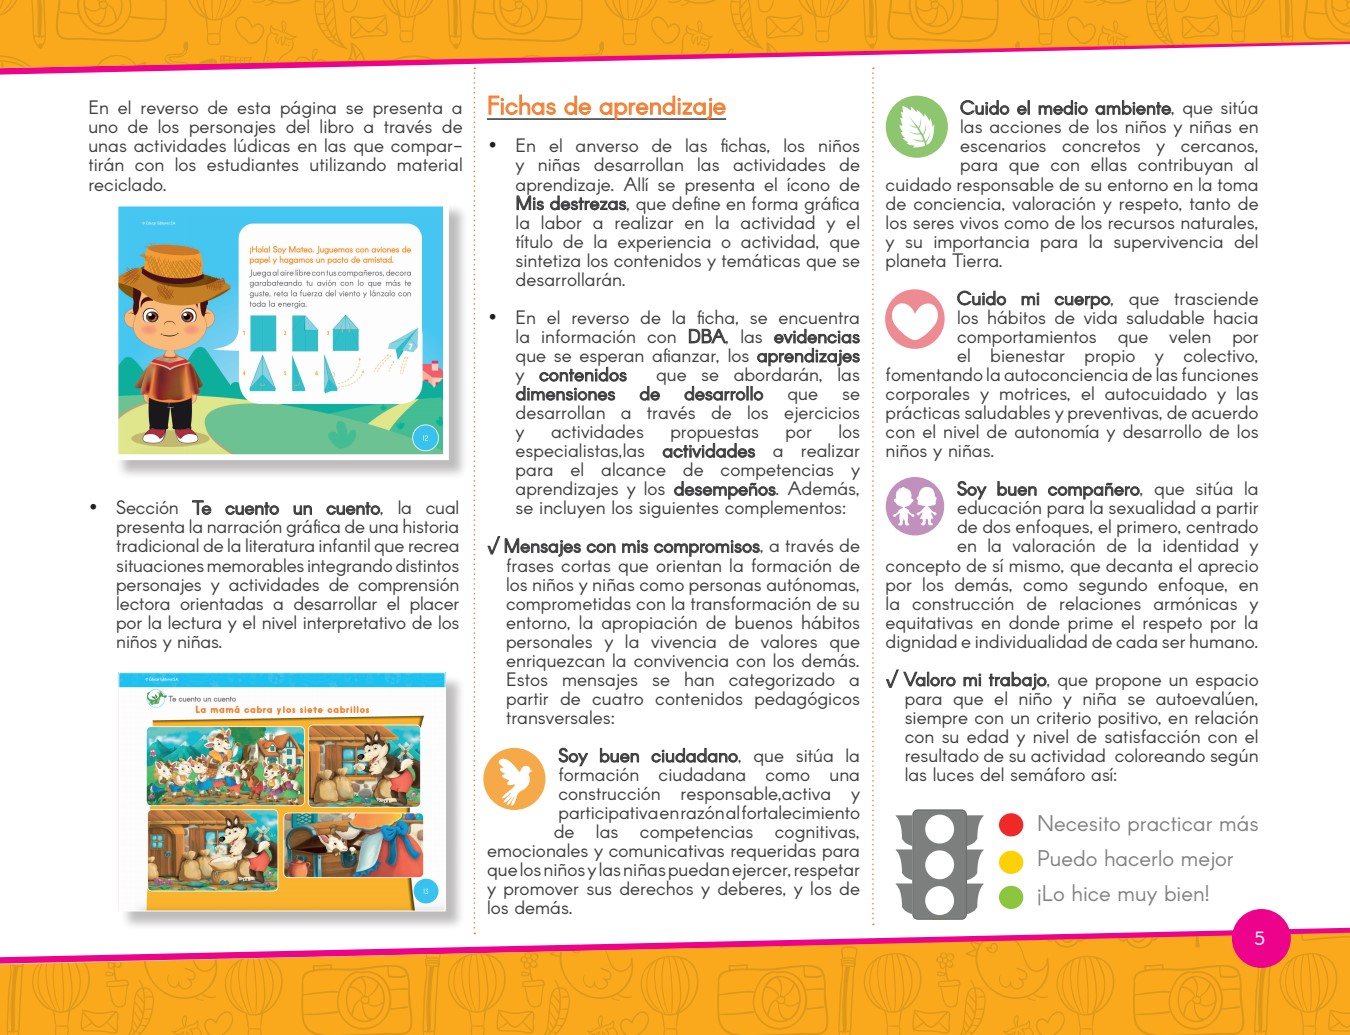 En el reverso de esta página se presenta a
uno de los personajes del libro a través de
unas actividades lúdicas en las que compar-
tirán con los estudiantes utilizando material
reciclado.
¡Hola! Soy Mateo. Juguemos con aviones de
papel y hagamos un pacto de amistad.
Juega al aire libre con tus compañeros, decora
garabateando tu avión con lo que más te
guste, reta la fuerza del viento y lánzalo con
toda la energía.
1 2 3
4 5 6
7
12
• Sección Te cuento un cuento, la cual
presenta la narración gráfica de una historia
tradicional de la literatura infantil que recrea
situaciones memorables integrando distintos
personajes y actividades de comprensión
lectora orientadas a desarrollar el placer
por la lectura y el nivel interpretativo de los
niños y niñas.
Te cuento un cuento
La mamá cabra ylos siete cabrillos
13
Fichas de aprendizaje
• En el anverso de las fichas, los niños
y niñas desarrollan las actividades de
aprendizaje. Allí se presenta el ícono de
Mis destrezas, que define en forma gráfica
la labor a realizar en la actividad y el
título de la experiencia o actividad, que
sintetiza los contenidos y temáticas que se
desarrollarán.
• En el reverso de la ficha, se encuentra
la información con DBA, las evidencias
que se esperan afianzar, los aprendizajes
y contenidos que se abordarán, las
dimensiones de desarrollo que se
desarrollan a través de los ejercicios
y actividades propuestas por los
especialistas,las actividades a realizar
para el alcance de competencias y
aprendizajes y los desempeños. Además,
se incluyen los siguientes complementos:
√ Mensajes con mis compromisos, a través de
frases cortas que orientan la formación de
los niños y niñas como personas autónomas,
comprometidas con la transformación de su
entorno, la apropiación de buenos hábitos
personales y la vivencia de valores que
enriquezcan la convivencia con los demás.
Estos mensajes se han categorizado a
partir de cuatro contenidos pedagógicos
transversales:
Soy buen ciudadano, que sitúa la
formación ciudadana como una
construcción responsable,activa y
participativa en razón al fortalecimiento
de las competencias cognitivas,
emocionales y comunicativas requeridas para
que los niños y las niñas puedan ejercer, respetar
y promover sus derechos y deberes, y los de
los demás.
Cuido el medio ambiente, que sitúa
las acciones de los niños y niñas en
escenarios concretos y cercanos,
para que con ellas contribuyan al
cuidado responsable de su entorno en la toma
de conciencia, valoración y respeto, tanto de
los seres vivos como de los recursos naturales,
y su importancia para la supervivencia del
planeta Tierra.
Cuido mi cuerpo, que trasciende
los hábitos de vida saludable hacia
comportamientos que velen por
el bienestar propio y colectivo,
fomentando la autoconciencia de las funciones
corporales y motrices, el autocuidado y las
prácticas saludables y preventivas, de acuerdo
con el nivel de autonomía y desarrollo de los
niños y niñas.
Soy buen compañero, que sitúa la
educación para la sexualidad a partir
de dos enfoques, el primero, centrado
en la valoración de la identidad y
concepto de sí mismo, que decanta el aprecio
por los demás, como segundo enfoque, en
la construcción de relaciones armónicas y
equitativas en donde prime el respeto por la
dignidad e individualidad de cada ser humano.
√ Valoro mi trabajo, que propone un espacio
para que el niño y niña se autoevalúen,
siempre con un criterio positivo, en relación
con su edad y nivel de satisfacción con el
resultado de su actividad coloreando según
las luces del semáforo así:
Necesito practicar más
Puedo hacerlo mejor
¡Lo hice muy bien!
5